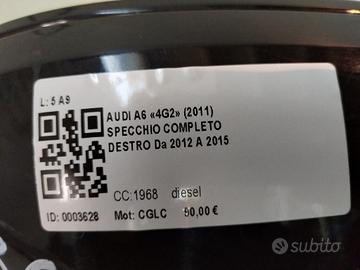 L: 5 A9
AUDI A6 «4G2» (2011)
SPECCHIO COMPLETO
DESTRO Da 2012 A 2015
CC:1968 diesel
ID: 0003628 Mot: CGLC 80,00 €
subito